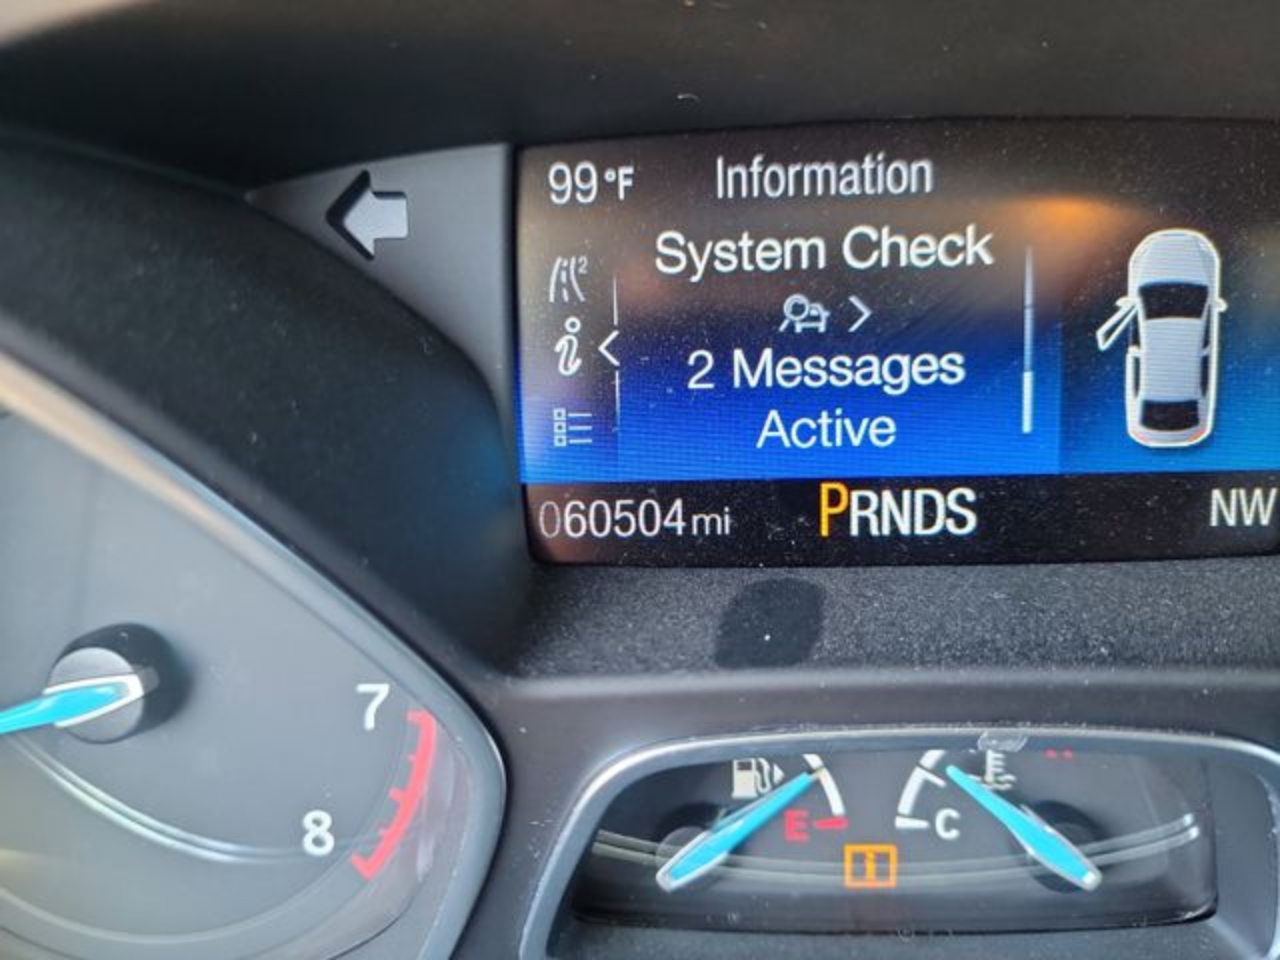 99°F Information
System Check
2 Messages
Active
060504mi PRNDS NW
7
8
E C